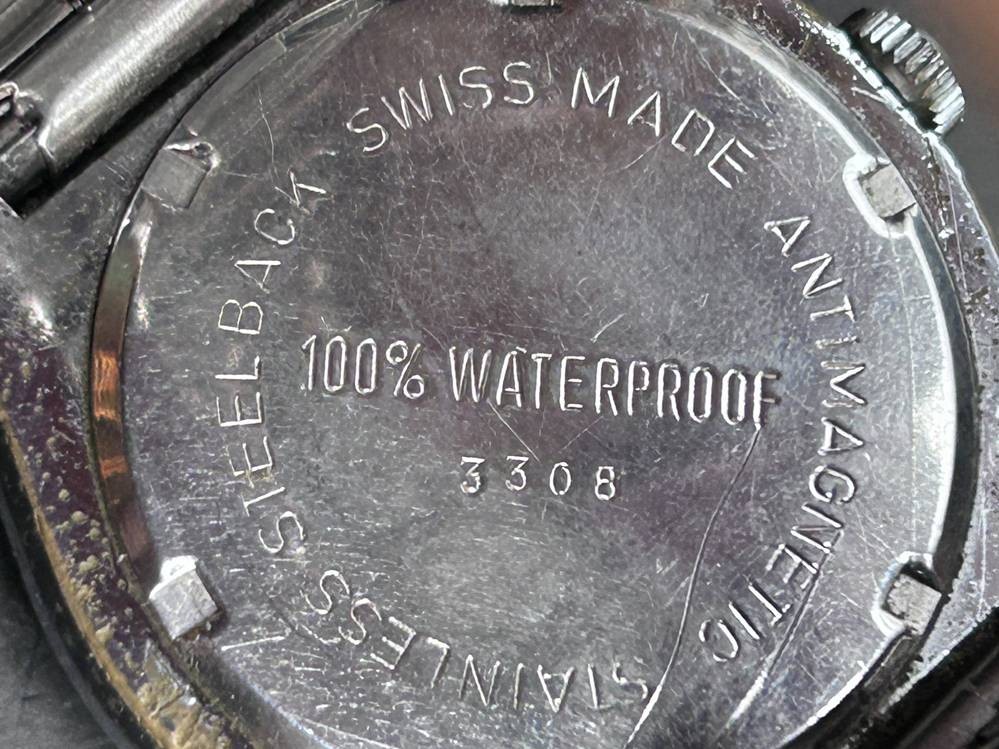 STAINLESS STEELBACK SWISS MADE ANTIMAGNETIC
100% WATERPROOF
3308